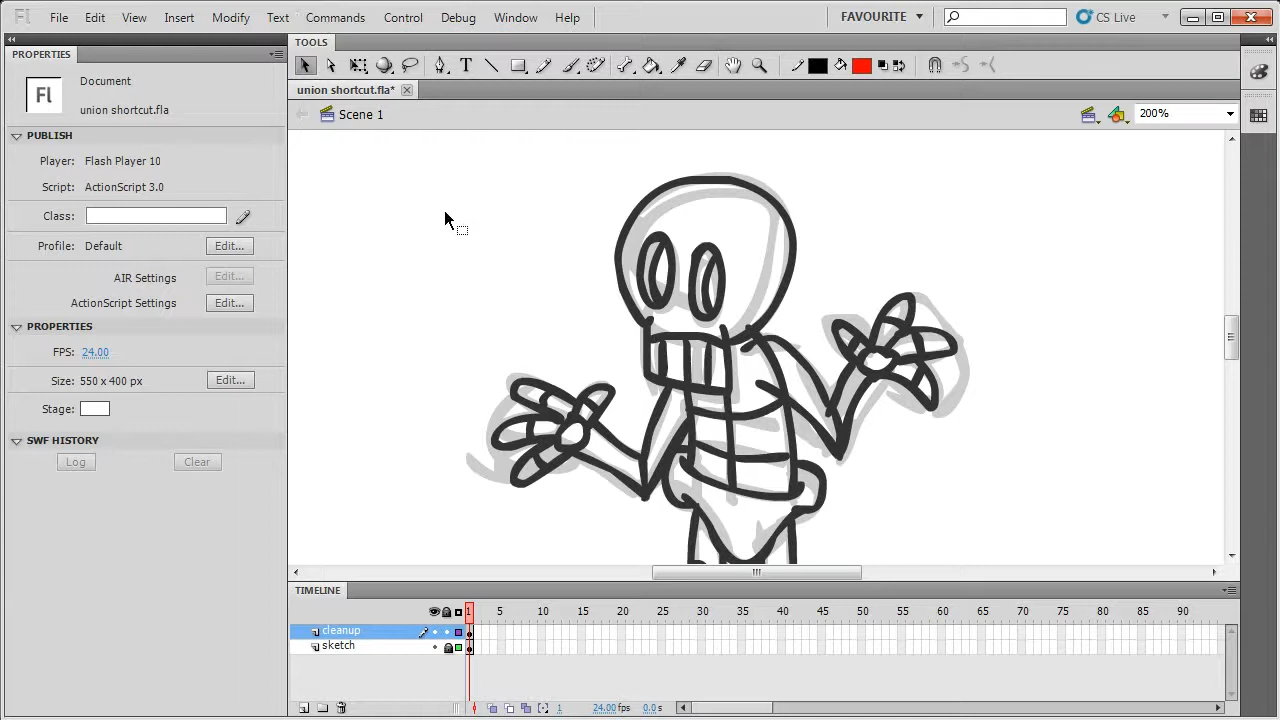 Fl File Edit View Insert Modify Text Commands Control Debug Window Help FAVOURITE CS Live
PROPERTIES
TOOLS
Fl
Document
union shortcut.fla
union shortcut.fla*
Scene 1
200%
PUBLISH
Player: Flash Player 10
Script: ActionScript 3.0
Class:
Profile: Default Edit...
AIR Settings Edit...
ActionScript Settings Edit...
PROPERTIES
FPS: 24.00
Size: 550 x 400 px Edit...
Stage:
SWF HISTORY
Log Clear
TIMELINE
1 5 10 15 20 25 30 35 40 45 50 55 60 65 70 75 80 85 90
cleanup
sketch
1 24.00fps 0.0s